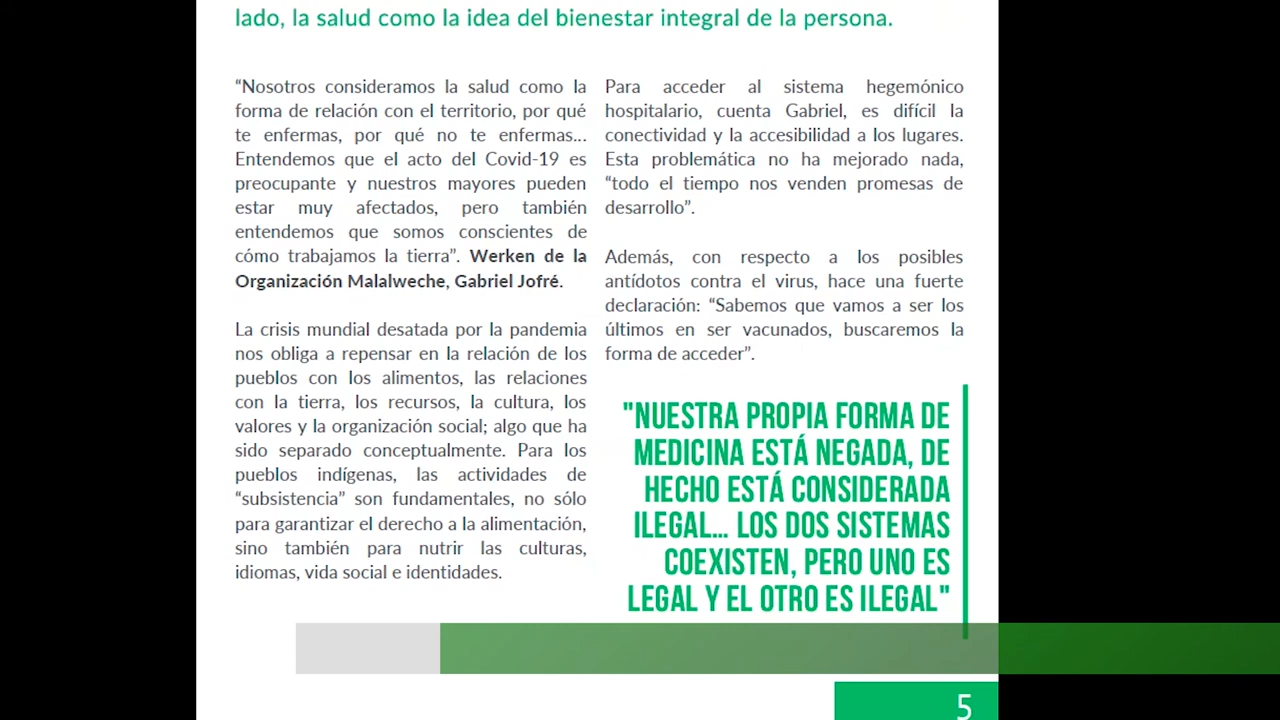 lado, la salud como la idea del bienestar integral de la persona.
“Nosotros consideramos la salud como la
forma de relación con el territorio, por qué
te enfermas, por qué no te enfermas...
Entendemos que el acto del Covid-19 es
preocupante y nuestros mayores pueden
estar muy afectados, pero también
entendemos que somos conscientes de
cómo trabajamos la tierra”. Werken de la
Organización Malalweche, Gabriel Jofré.
La crisis mundial desatada por la pandemia
nos obliga a repensar en la relación de los
pueblos con los alimentos, las relaciones
con la tierra, los recursos, la cultura, los
valores y la organización social; algo que ha
sido separado conceptualmente. Para los
pueblos indígenas, las actividades de
“subsistencia” son fundamentales, no sólo
para garantizar el derecho a la alimentación,
sino también para nutrir las culturas,
idiomas, vida social e identidades.
Para acceder al sistema hegemónico
hospitalario, cuenta Gabriel, es difícil la
conectividad y la accesibilidad a los lugares.
Esta problemática no ha mejorado nada,
“todo el tiempo nos venden promesas de
desarrollo”.
Además, con respecto a los posibles
antídotos contra el virus, hace una fuerte
declaración: “Sabemos que vamos a ser los
últimos en ser vacunados, buscaremos la
forma de acceder”.
"NUESTRA PROPIA FORMA DE
MEDICINA ESTÁ NEGADA, DE
HECHO ESTÁ CONSIDERADA
ILEGAL... LOS DOS SISTEMAS
COEXISTEN, PERO UNO ES
LEGAL Y EL OTRO ES ILEGAL"
5